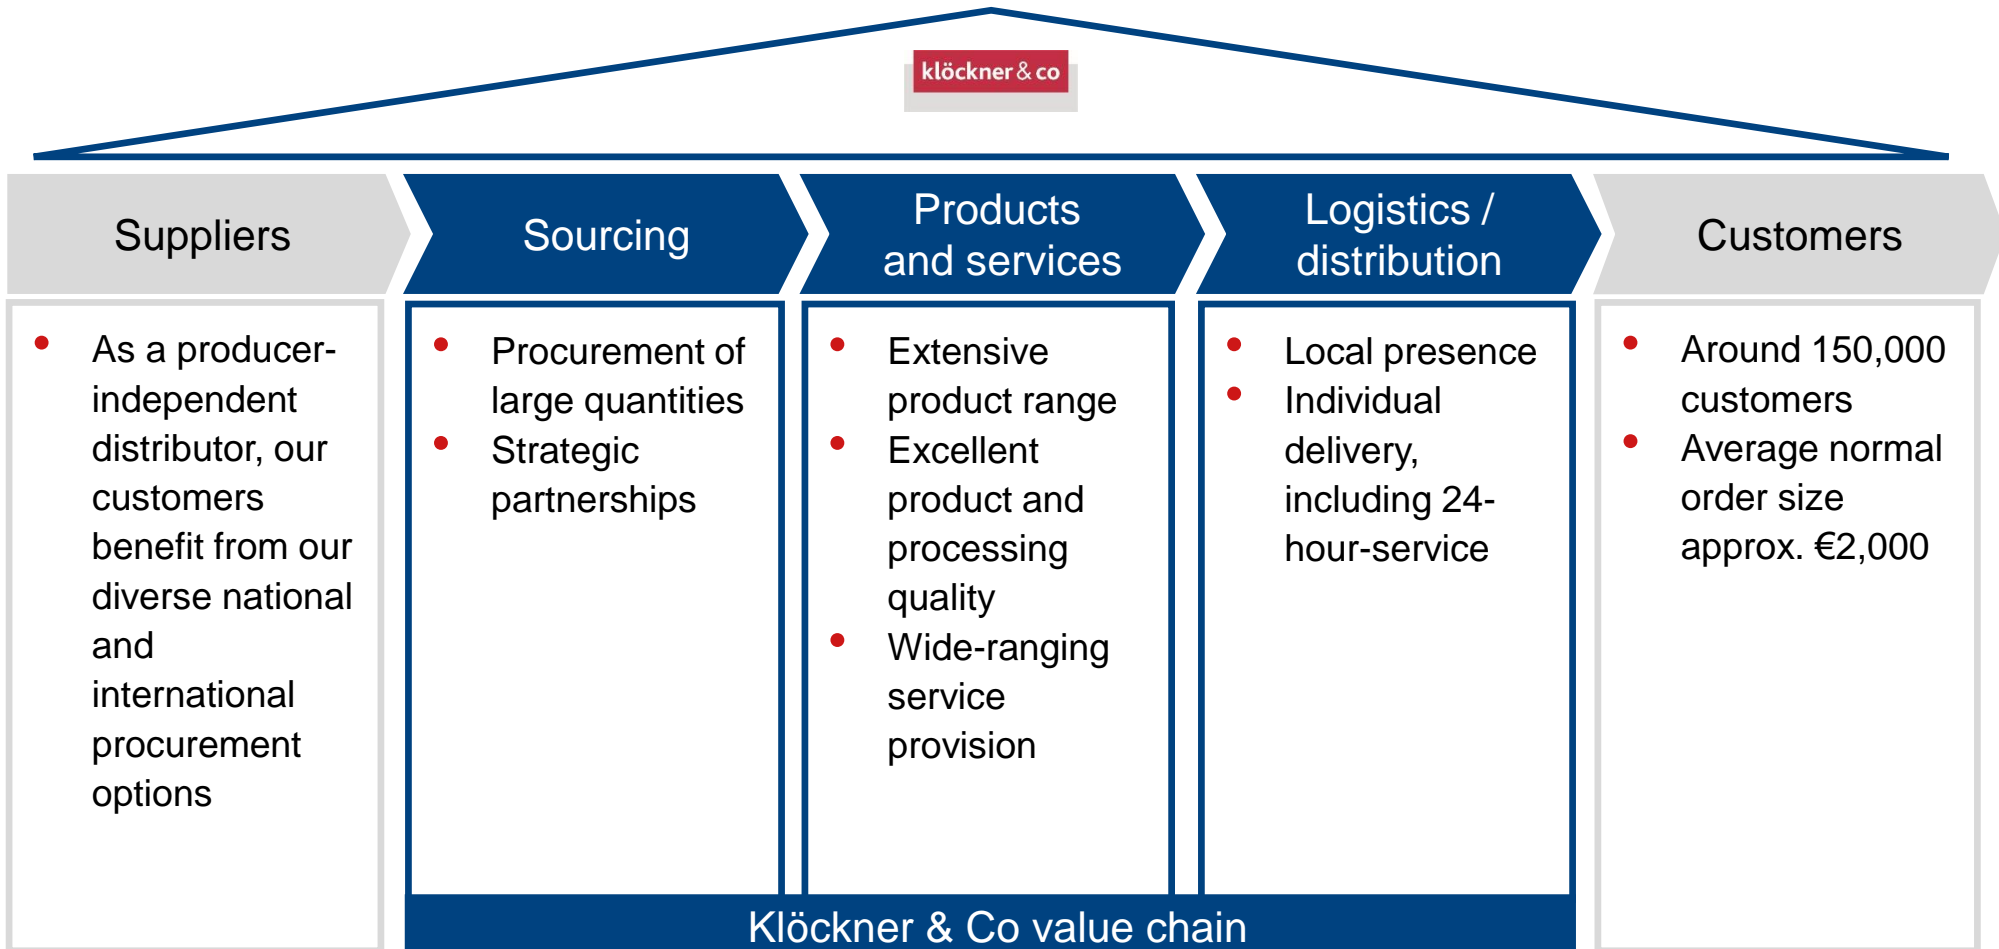 klöckner & co
Suppliers
Sourcing
Products
and services
Logistics /
distribution
Customers
• As a producer-
independent
distributor, our
customers
benefit from our
diverse national
and
international
procurement
options
• Procurement of
large quantities
• Strategic
partnerships
• Extensive
product range
• Excellent
product and
processing
quality
• Wide-ranging
service
provision
• Local presence
• Individual
delivery,
including 24-
hour-service
• Around 150,000
customers
• Average normal
order size
approx. €2,000
Klöckner & Co value chain